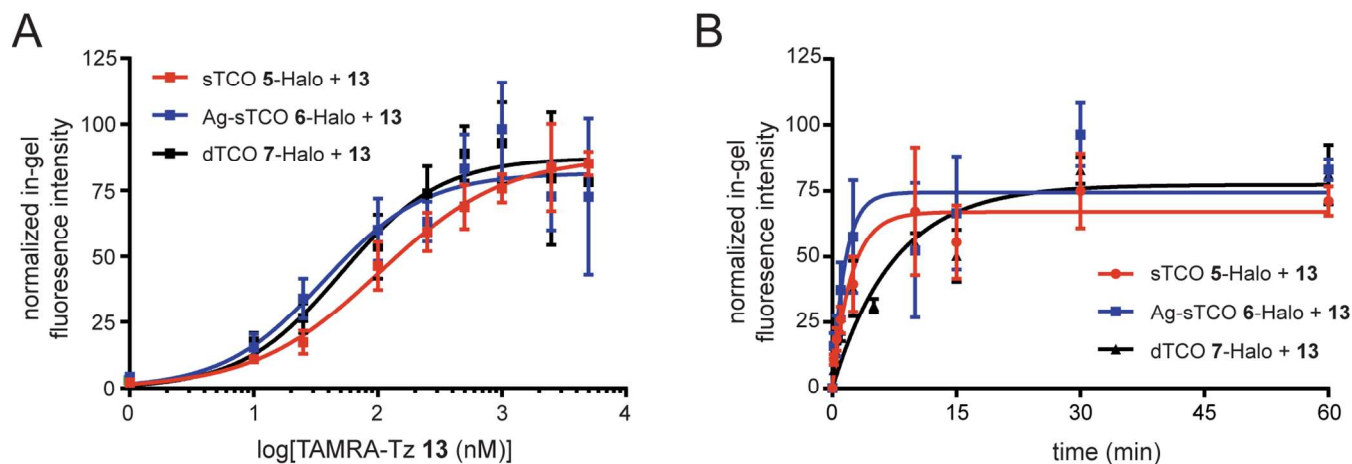 A
normalized in-gel
fluoresence intensity
125
100
75
50
25
0
0
1
2
3
4
log[TAMRA-Tz 13 (nM)]
sTCO 5-Halo + 13
Ag-sTCO 6-Halo + 13
dTCO 7-Halo + 13
B
normalized in-gel
fluoresence intensity
125
100
75
50
25
0
0
15
30
45
60
time (min)
sTCO 5-Halo + 13
Ag-sTCO 6-Halo + 13
dTCO 7-Halo + 13